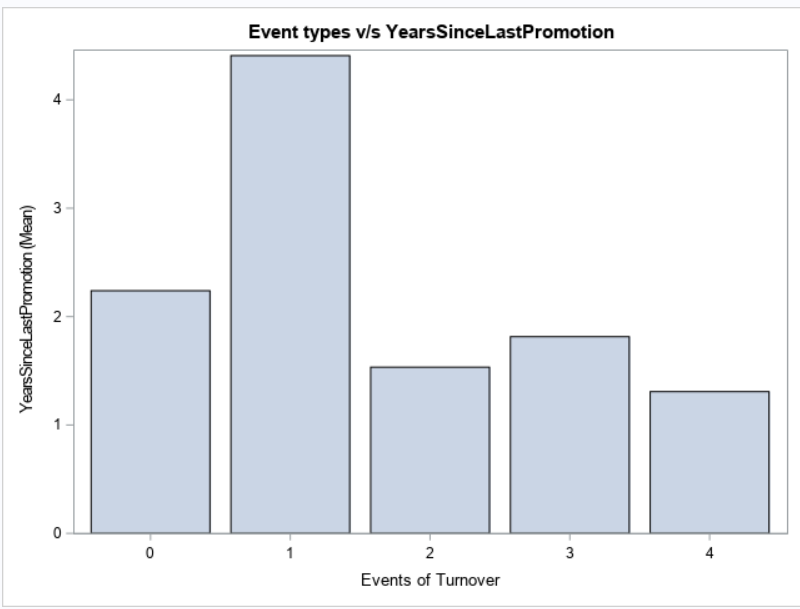 Event types v/s YearsSinceLastPromotion
YearsSinceLastPromotion (Mean)
4
3
2
1
0
0 1 2 3 4
Events of Turnover